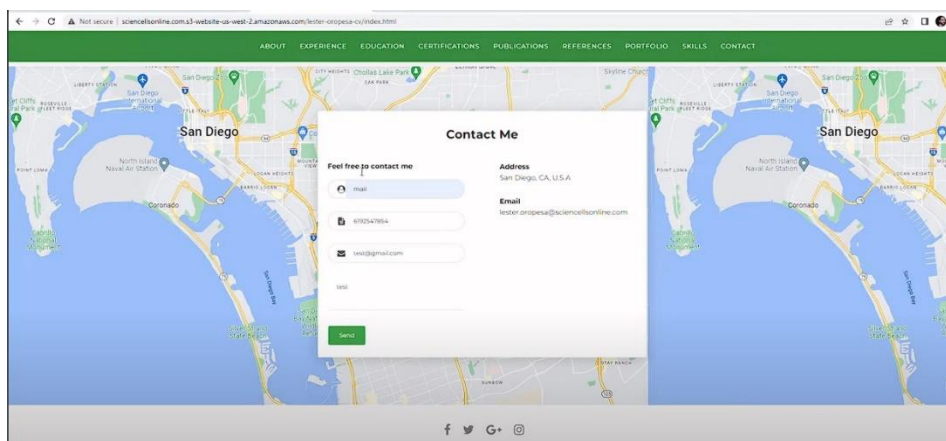 Not secure | sciencellsonline.com.s3-website-us-west-2.amazonaws.com/lester-oropesa-cv/index.html
ABOUT EXPERIENCE EDUCATION CERTIFICATIONS PUBLICATIONS REFERENCES PORTFOLIO SKILLS CONTACT
San Diego
North Island
Naval Air Station
Coronado
San Diego
North Island
Naval Air Station
Coronado
Contact Me
Feel free to contact me
mail
6192547854
test@gmail.com
test
Send
Address
San Diego, CA, U.S.A
Email
lester.oropesa@sciencellsonline.com